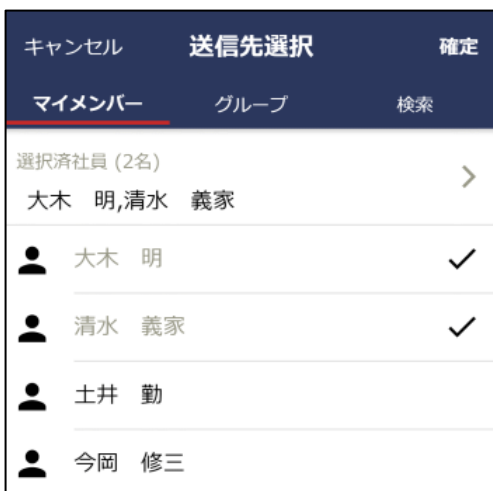 キャンセル 送信先選択 確定
マイメンバー グループ 検索
選択済社員 (2名)
大木　明,清水　義家
大木　明
清水　義家
土井　勤
今岡　修三